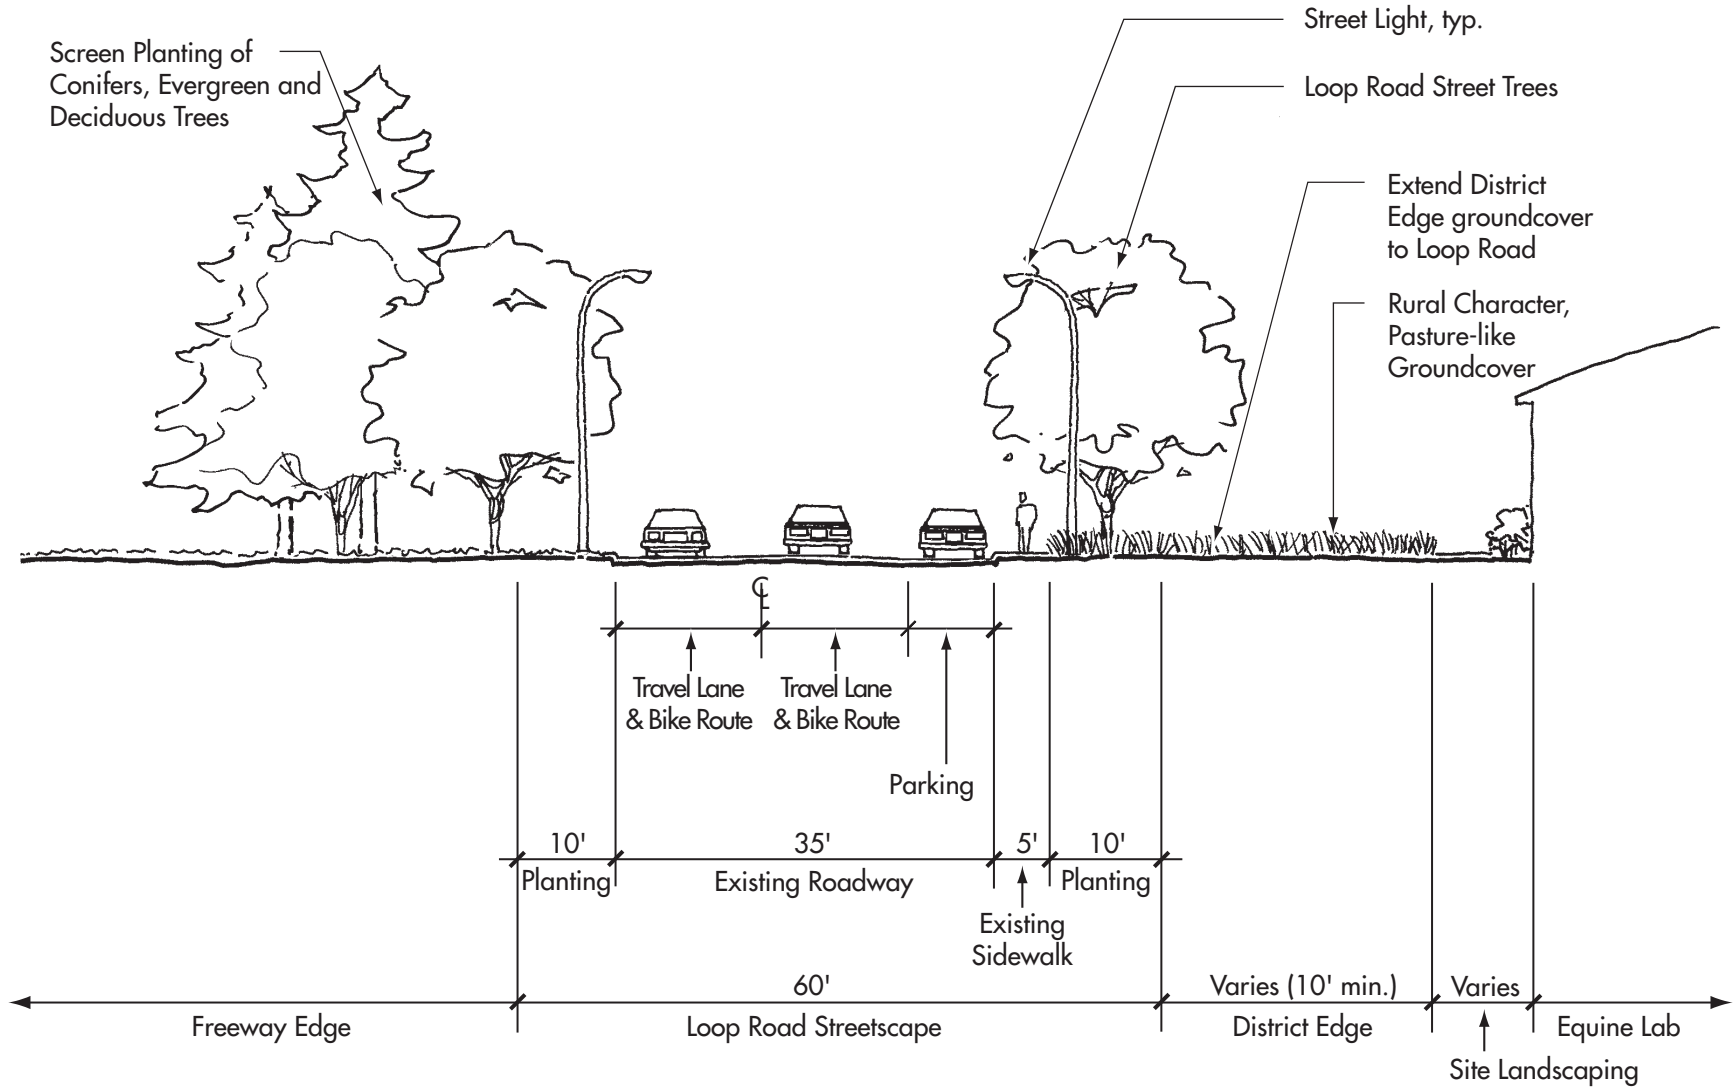 Street Light, typ.
Screen Planting of
Conifers, Evergreen and
Deciduous Trees
Loop Road Street Trees
Extend District
Edge groundcover
to Loop Road
Rural Character,
Pasture-like
Groundcover
℄
Travel Lane
& Bike Route
Travel Lane
& Bike Route
Parking
10'
35'
5'
10'
Planting
Existing Roadway
Planting
Existing
Sidewalk
60'
Varies (10' min.)
Varies
Freeway Edge
Loop Road Streetscape
District Edge
Equine Lab
Site Landscaping